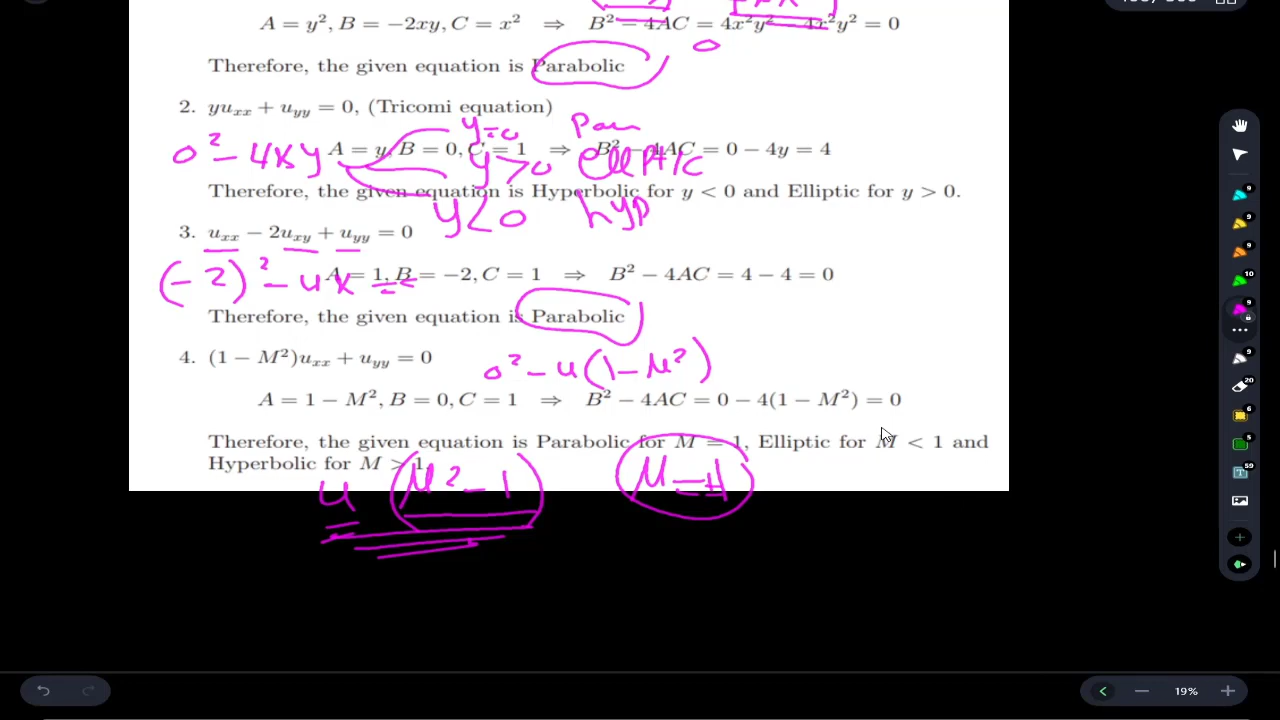 A = y², B = −2xy, C = x² ⇒ B² − 4AC = 4x²y² − 4x²y² = 0
0
Therefore, the given equation is Parabolic
2. yu_xx + u_yy = 0, (Tricomi equation)
y=0 Para
0² − 4xy
A = y, B = 0, C = 1 ⇒ B² − 4AC = 0 − 4y = 4
y>0 elliptic
Therefore, the given equation is Hyperbolic for y < 0 and Elliptic for y > 0.
y<0 hyp
3. u_xx − 2u_xy + u_yy = 0
(−2)² − 4x
A = 1, B = −2, C = 1 ⇒ B² − 4AC = 4 − 4 = 0
Therefore, the given equation is Parabolic
4. (1 − M²)u_xx + u_yy = 0
0² − 4(1 − M²)
A = 1 − M², B = 0, C = 1 ⇒ B² − 4AC = 0 − 4(1 − M²) = 0
Therefore, the given equation is Parabolic for M = 1, Elliptic for M < 1 and
Hyperbolic for M > 1.
4 (M² − 1)
19%